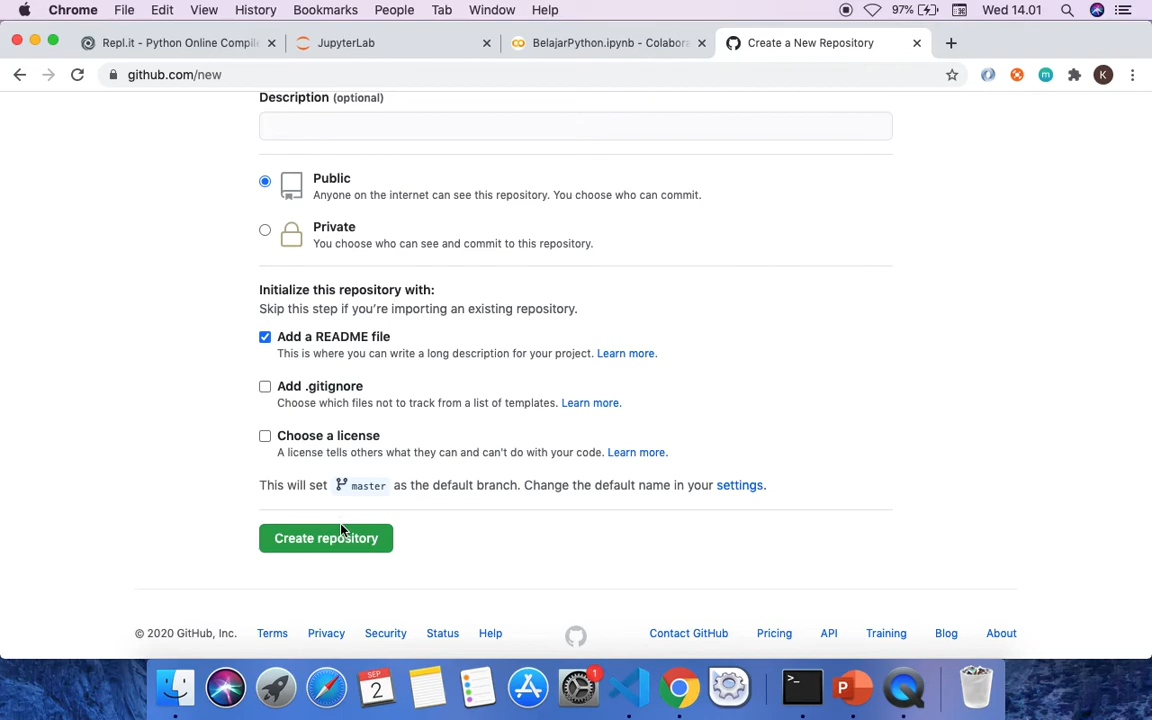 Chrome File Edit View History Bookmarks People Tab Window Help 97% Wed 14.01
Repl.it - Python Online Compile JupyterLab BelajarPython.ipynb - Colabora Create a New Repository
github.com/new K
Description (optional)
Public
Anyone on the internet can see this repository. You choose who can commit.
Private
You choose who can see and commit to this repository.
Initialize this repository with:
Skip this step if you're importing an existing repository.
Add a README file
This is where you can write a long description for your project. Learn more.
Add .gitignore
Choose which files not to track from a list of templates. Learn more.
Choose a license
A license tells others what they can and can't do with your code. Learn more.
This will set master as the default branch. Change the default name in your settings.
Create repository
© 2020 GitHub, Inc. Terms Privacy Security Status Help Contact GitHub Pricing API Training Blog About
SEP
2
1
P